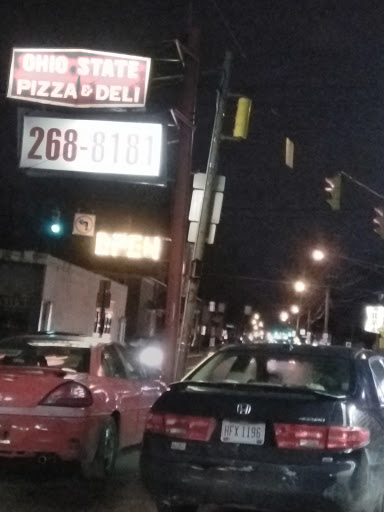 OHIO STATE
PIZZA & DELI
268-8181
OPEN
HFX 1196